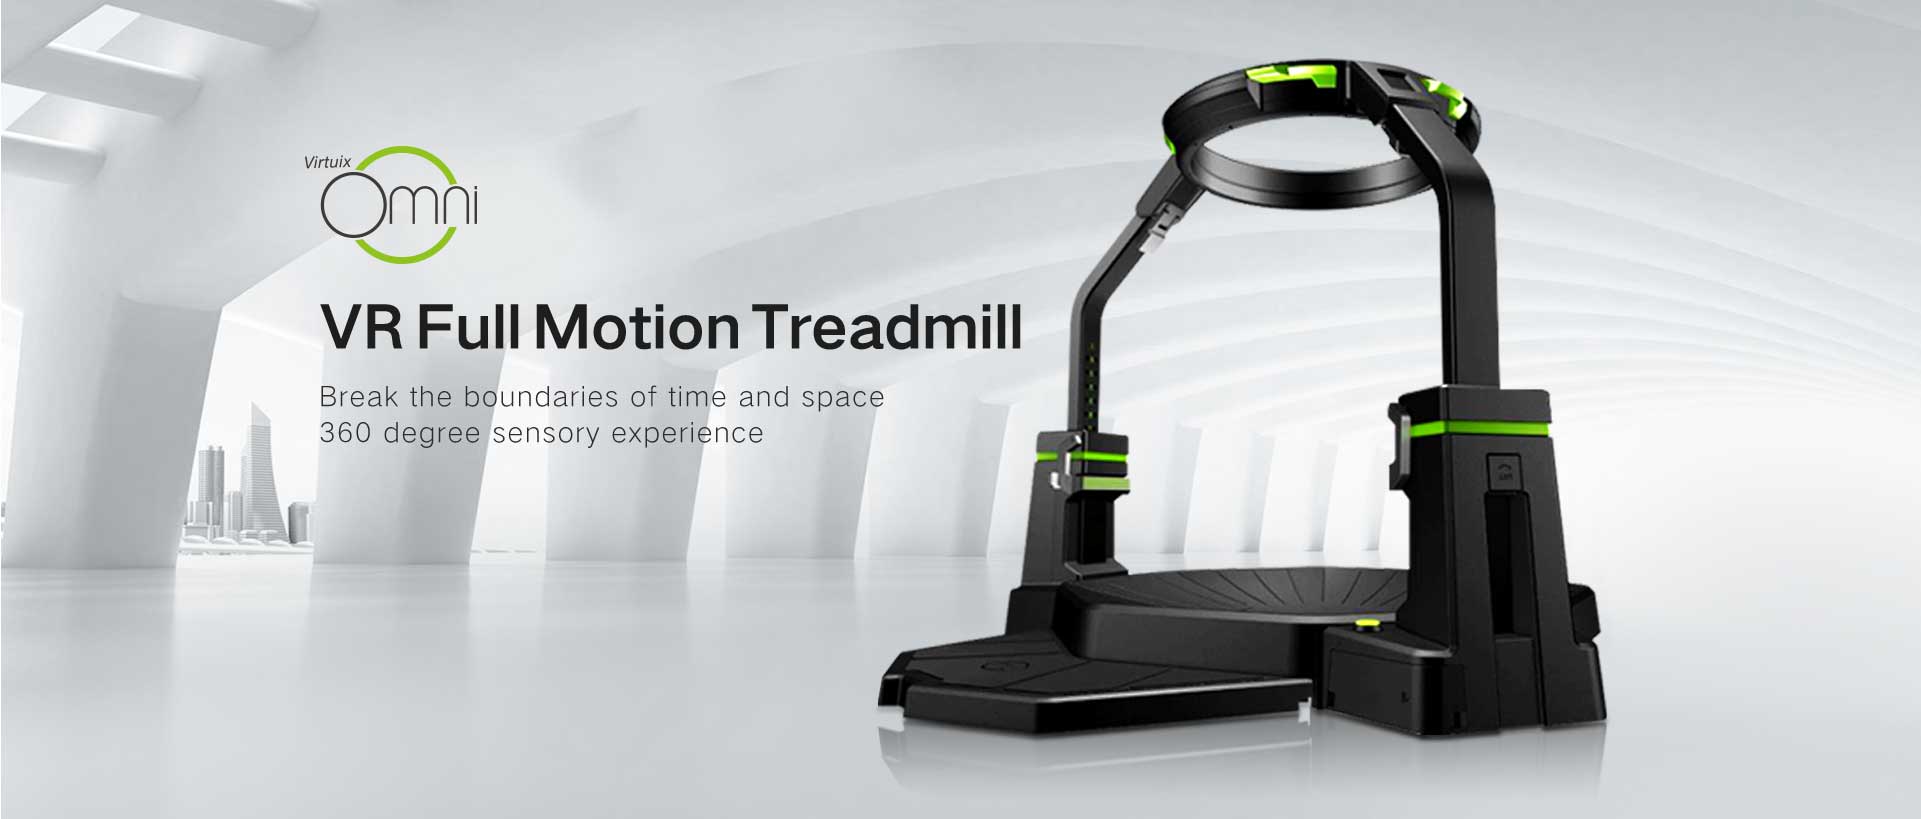 Virtuix
Omni
VR Full Motion Treadmill
Break the boundaries of time and space
360 degree sensory experience